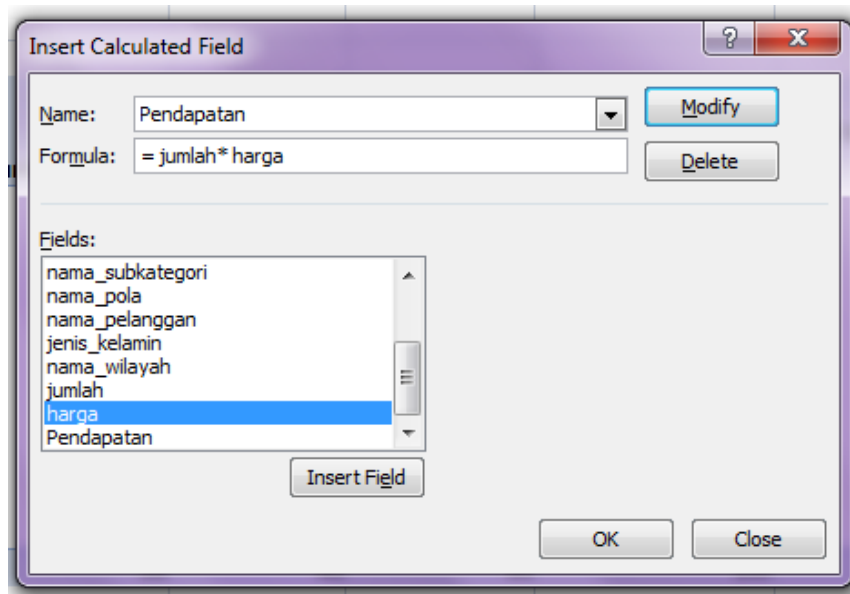 Insert Calculated Field
Name: Pendapatan Modify
Formula: = jumlah* harga Delete
Fields:
nama_subkategori
nama_pola
nama_pelanggan
jenis_kelamin
nama_wilayah
jumlah
harga
Pendapatan
Insert Field
OK Close